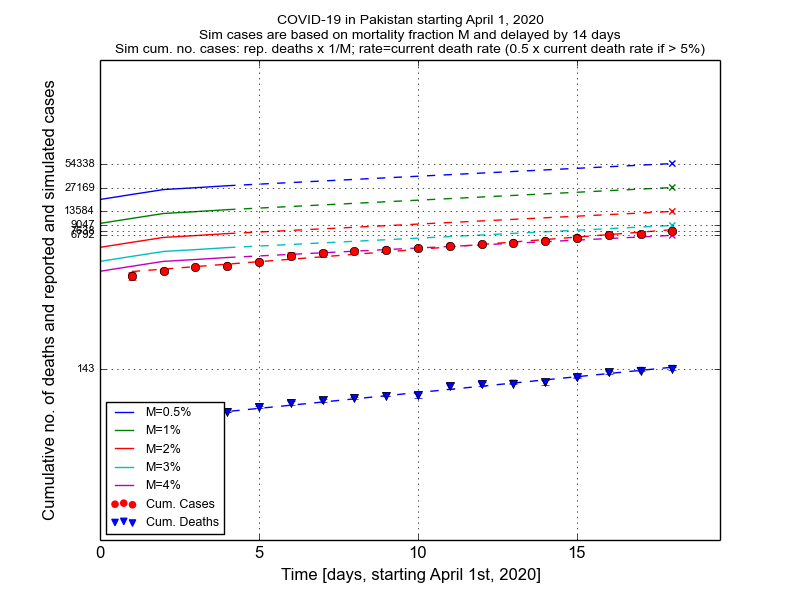 COVID-19 in Pakistan starting April 1, 2020
Sim cases are based on mortality fraction M and delayed by 14 days
Sim cum. no. cases: rep. deaths x 1/M; rate=current death rate (0.5 x current death rate if > 5%)
Cumulative no. of deaths and reported and simulated cases
54338
27169
13584
9047
6792
143
M=0.5%
M=1%
M=2%
M=3%
M=4%
Cum. Cases
Cum. Deaths
0
5
10
15
Time [days, starting April 1st, 2020]